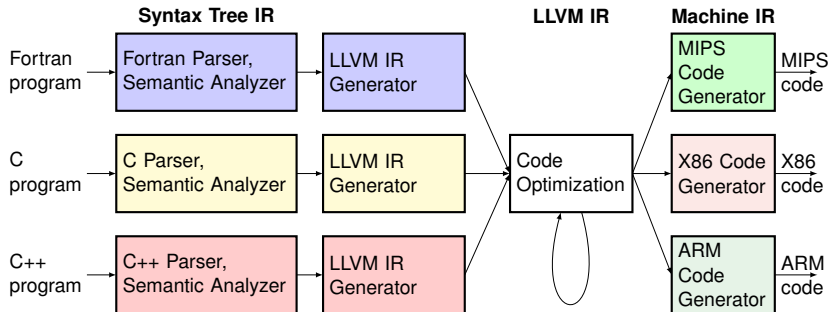 Syntax Tree IR
LLVM IR
Machine IR
Fortran
program
Fortran Parser,
Semantic Analyzer
LLVM IR
Generator
MIPS
Code
Generator
MIPS
code
C
program
C Parser,
Semantic Analyzer
LLVM IR
Generator
Code
Optimization
X86 Code
Generator
X86
code
C++
program
C++ Parser,
Semantic Analyzer
LLVM IR
Generator
ARM
Code
Generator
ARM
code